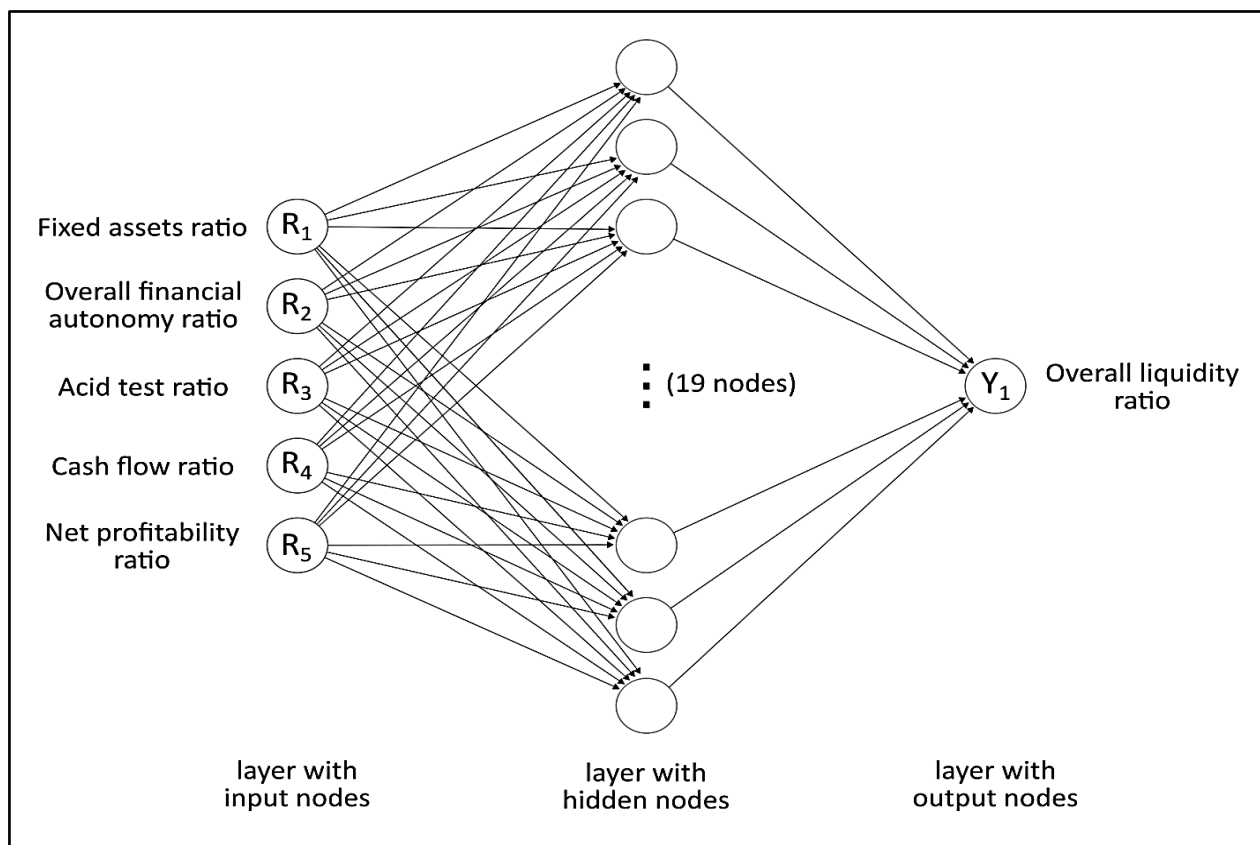 Fixed assets ratio
R1
Overall financial
autonomy ratio
R2
Acid test ratio
R3
Cash flow ratio
R4
Net profitability
ratio
R5
(19 nodes)
Y1
Overall liquidity
ratio
layer with
input nodes
layer with
hidden nodes
layer with
output nodes